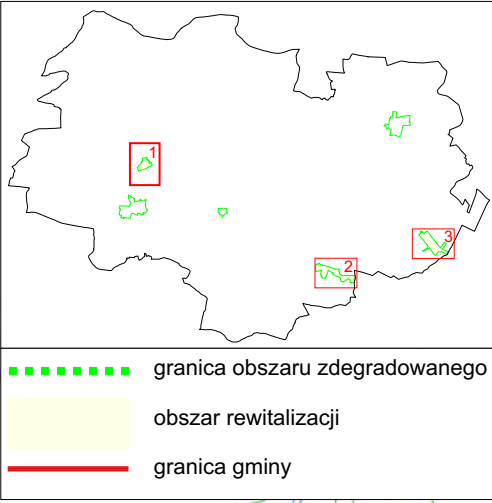 1
3
2
granica obszaru zdegradowanego
obszar rewitalizacji
granica gminy